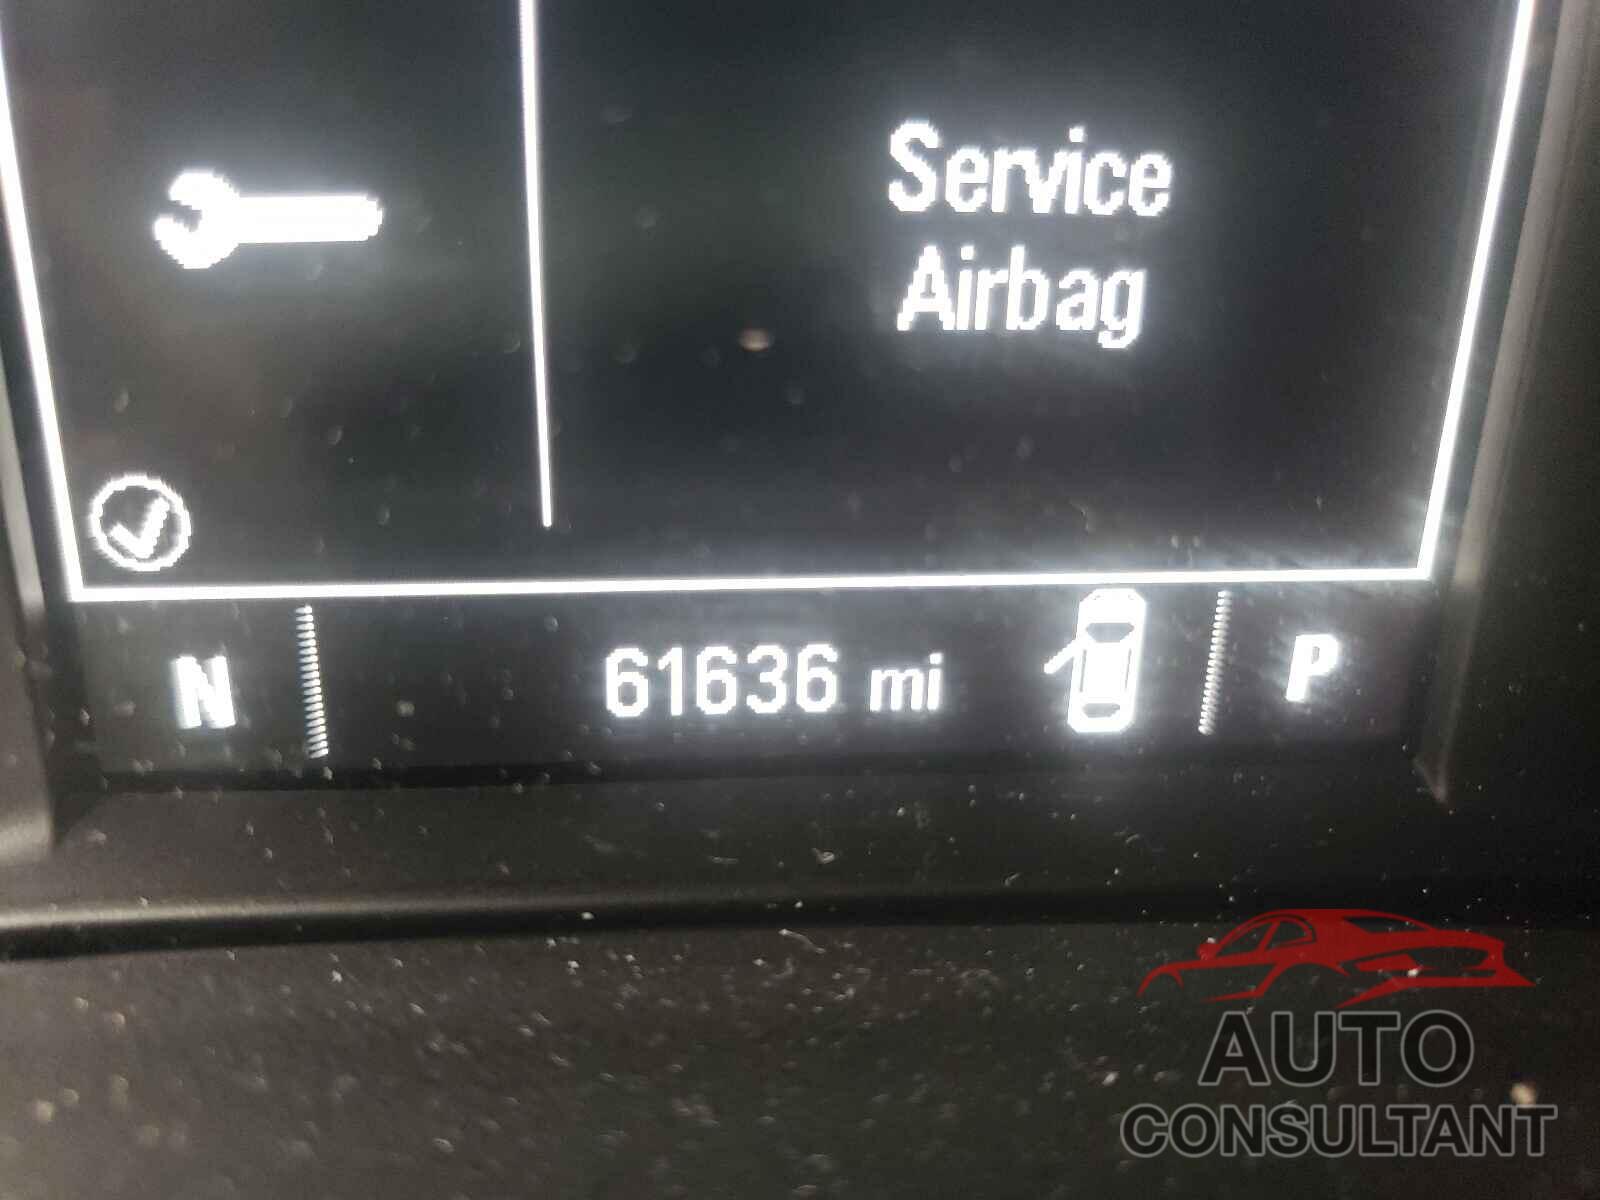 Service
Airbag
N 61636 mi P
AUTO
CONSULTANT